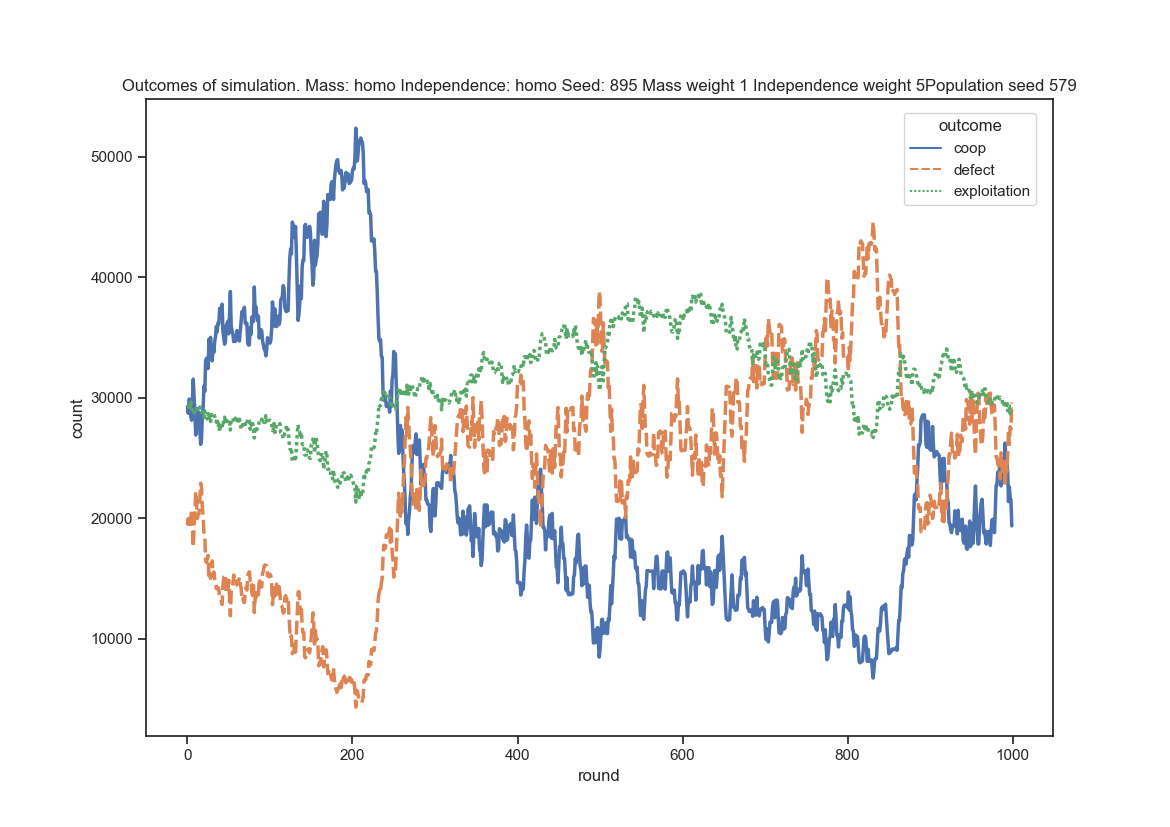 Outcomes of simulation. Mass: homo Independence: homo Seed: 895 Mass weight 1 Independence weight 5Population seed 579
outcome
coop
defect
exploitation
50000
40000
30000
20000
10000
count
0
200
400
600
800
1000
round